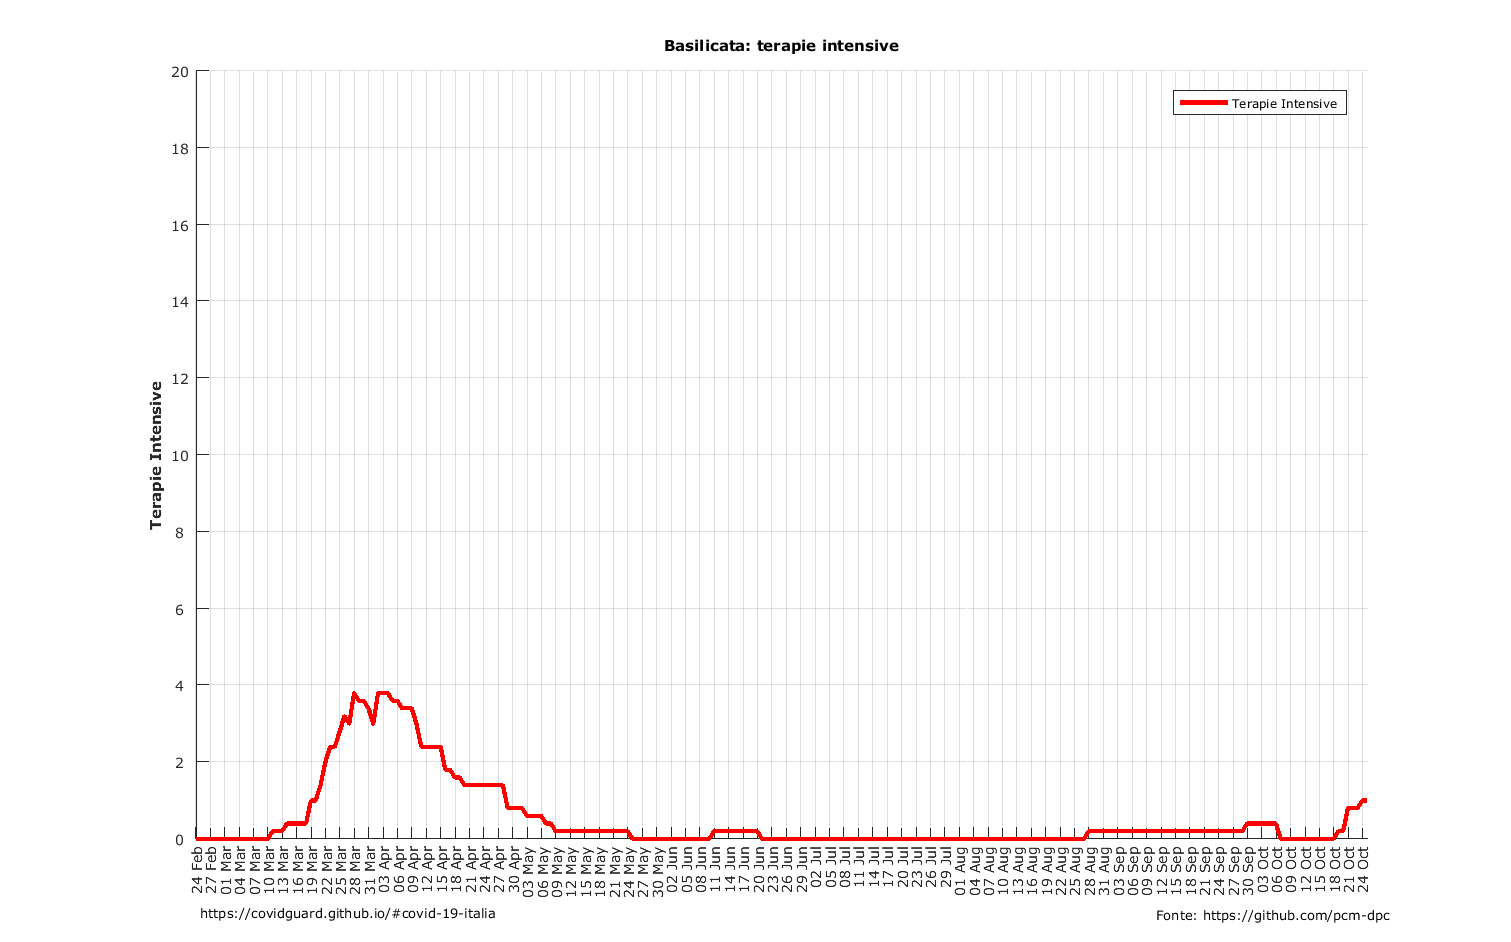 Basilicata: terapie intensive
Terapie Intensive
Terapie Intensive
20
18
16
14
12
10
8
6
4
2
0
24 Feb
27 Feb
01 Mar
04 Mar
07 Mar
10 Mar
13 Mar
16 Mar
19 Mar
22 Mar
25 Mar
28 Mar
31 Mar
03 Apr
06 Apr
09 Apr
12 Apr
15 Apr
18 Apr
21 Apr
24 Apr
27 Apr
30 Apr
03 May
06 May
09 May
12 May
15 May
18 May
21 May
24 May
27 May
30 May
02 Jun
05 Jun
08 Jun
11 Jun
14 Jun
17 Jun
20 Jun
23 Jun
26 Jun
29 Jun
02 Jul
05 Jul
08 Jul
11 Jul
14 Jul
17 Jul
20 Jul
23 Jul
26 Jul
29 Jul
01 Aug
04 Aug
07 Aug
10 Aug
13 Aug
16 Aug
19 Aug
22 Aug
25 Aug
28 Aug
31 Aug
03 Sep
06 Sep
09 Sep
12 Sep
15 Sep
18 Sep
21 Sep
24 Sep
27 Sep
30 Sep
03 Oct
06 Oct
09 Oct
12 Oct
15 Oct
18 Oct
21 Oct
24 Oct
https://covidguard.github.io/#covid-19-italia
Fonte: https://github.com/pcm-dpc